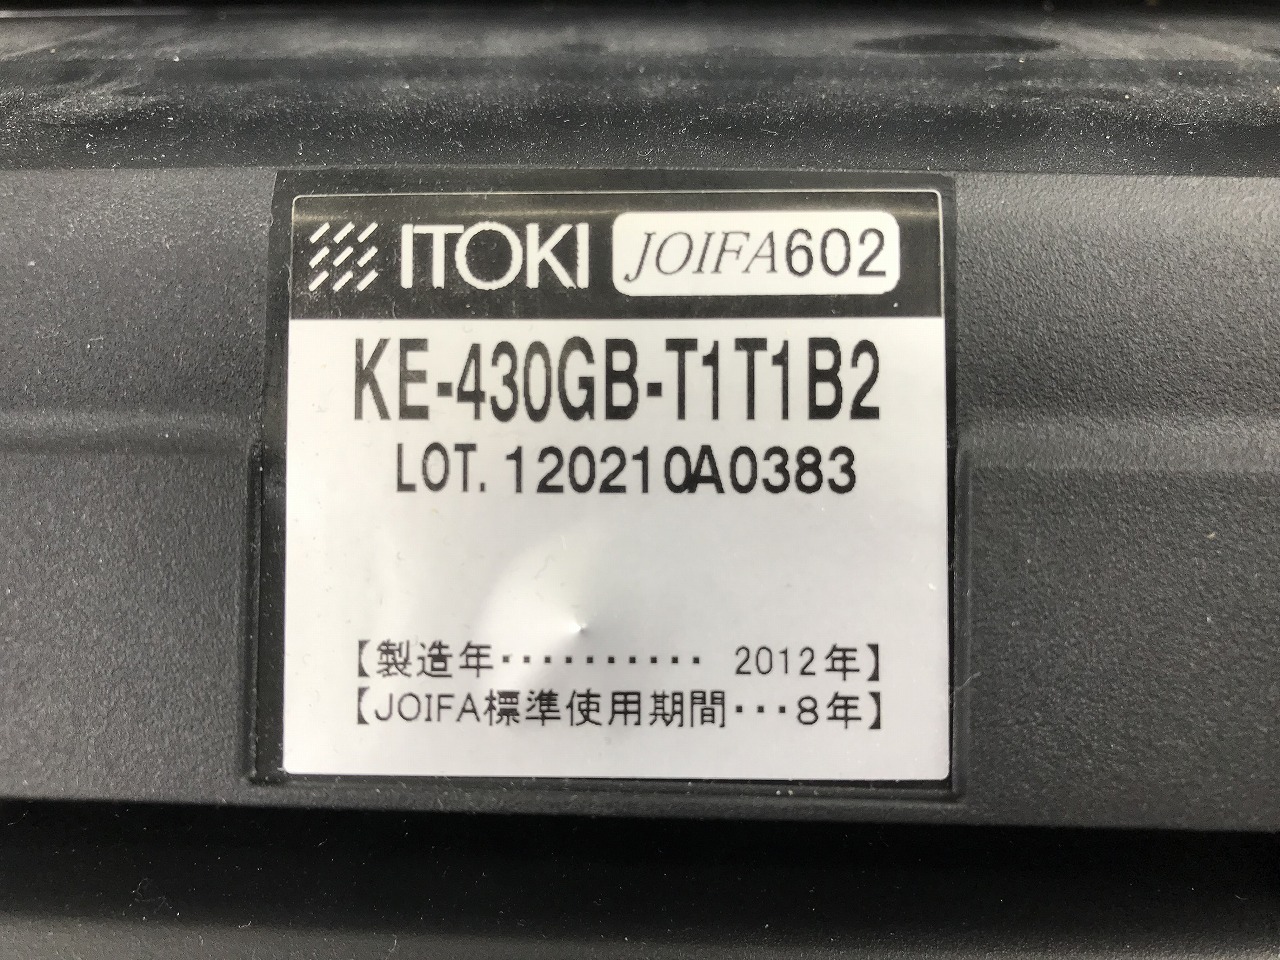 ITOKI JOIFA602
KE-430GB-T1T1B2
LOT. 120210A0383
【製造年・・・・・・・・・・ 2012年】
【JOIFA標準使用期間・・・8年】